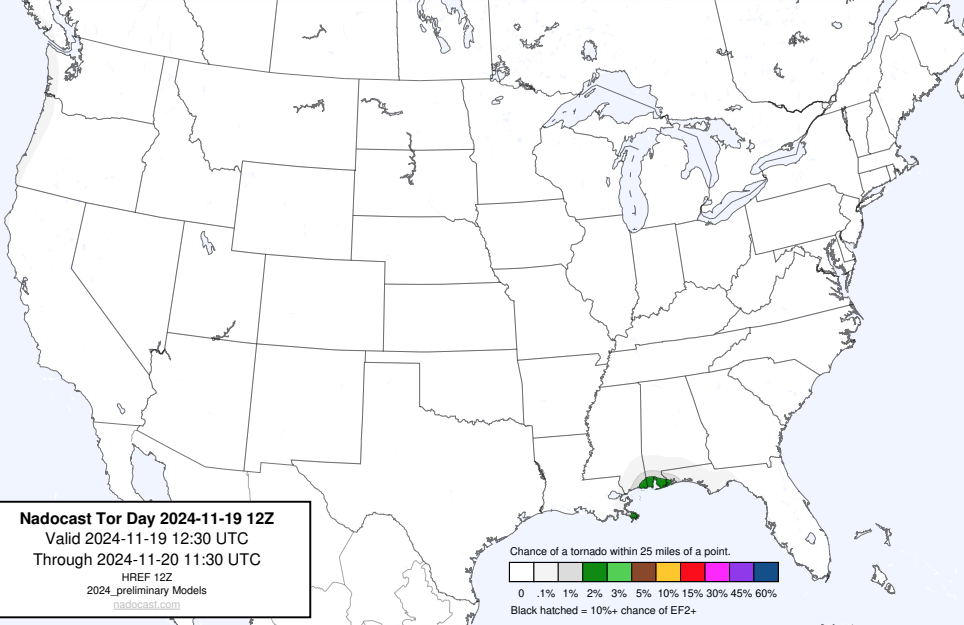 Nadocast Tor Day 2024-11-19 12Z
Valid 2024-11-19 12:30 UTC
Through 2024-11-20 11:30 UTC
HREF 12Z
2024_preliminary Models
nadocast.com
Chance of a tornado within 25 miles of a point.
0 .1% 1% 2% 3% 5% 10% 15% 30% 45% 60%
Black hatched = 10%+ chance of EF2+